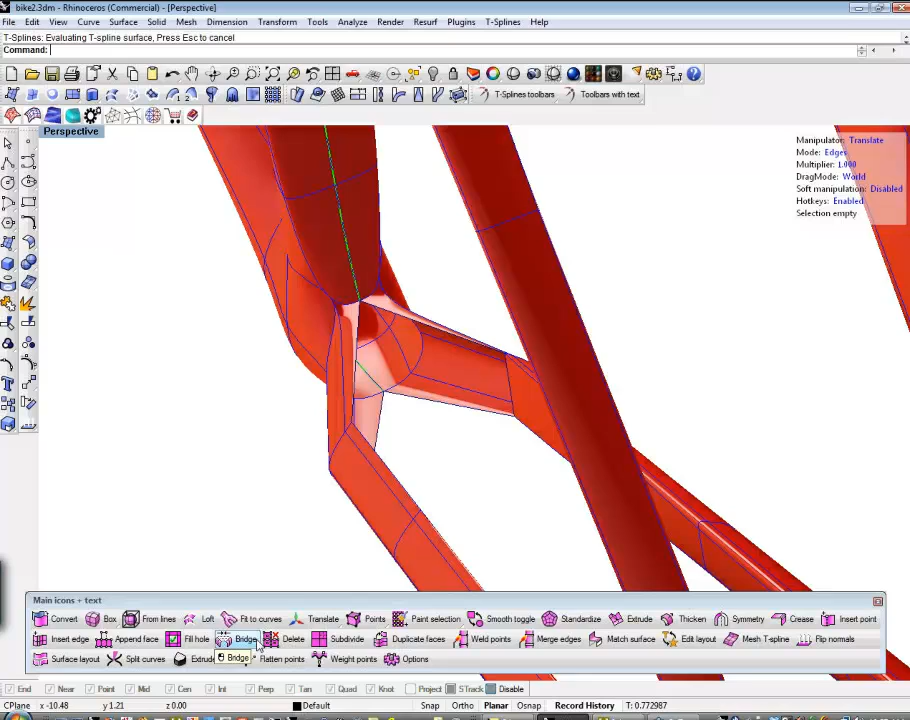 bike2.3dm - Rhinoceros (Commercial) - [Perspective]
File Edit View Curve Surface Solid Mesh Dimension Transform Tools Analyze Render Resurf Plugins T-Splines Help
T-Splines: Evaluating T-spline surface, Press Esc to cancel
Command:
T-Splines toolbars Toolbars with text
Perspective
Manipulator: Translate
Mode: Edges
Multiplier: 1.000
DragMode: World
Soft manipulation: Disabled
Hotkeys: Enabled
Selection empty
Main icons + text
Convert Box From lines Loft Fit to curves Translate Points Paint selection Smooth toggle Standardize Extrude Thicken Symmetry Crease Insert point
Insert edge Append face Fill hole Bridge Delete Subdivide Duplicate faces Weld points Merge edges Match surface Edit layout Mesh T-spline Flip normals
Surface layout Split curves Extrude Bridge Flatten points Weight points Options
End Near Point Mid Cen Int Perp Tan Quad Knot Project STrack Disable
CPlane x -10.48 y 1.21 z 0.00 Default Snap Ortho Planar Osnap Record History T: 0.772987